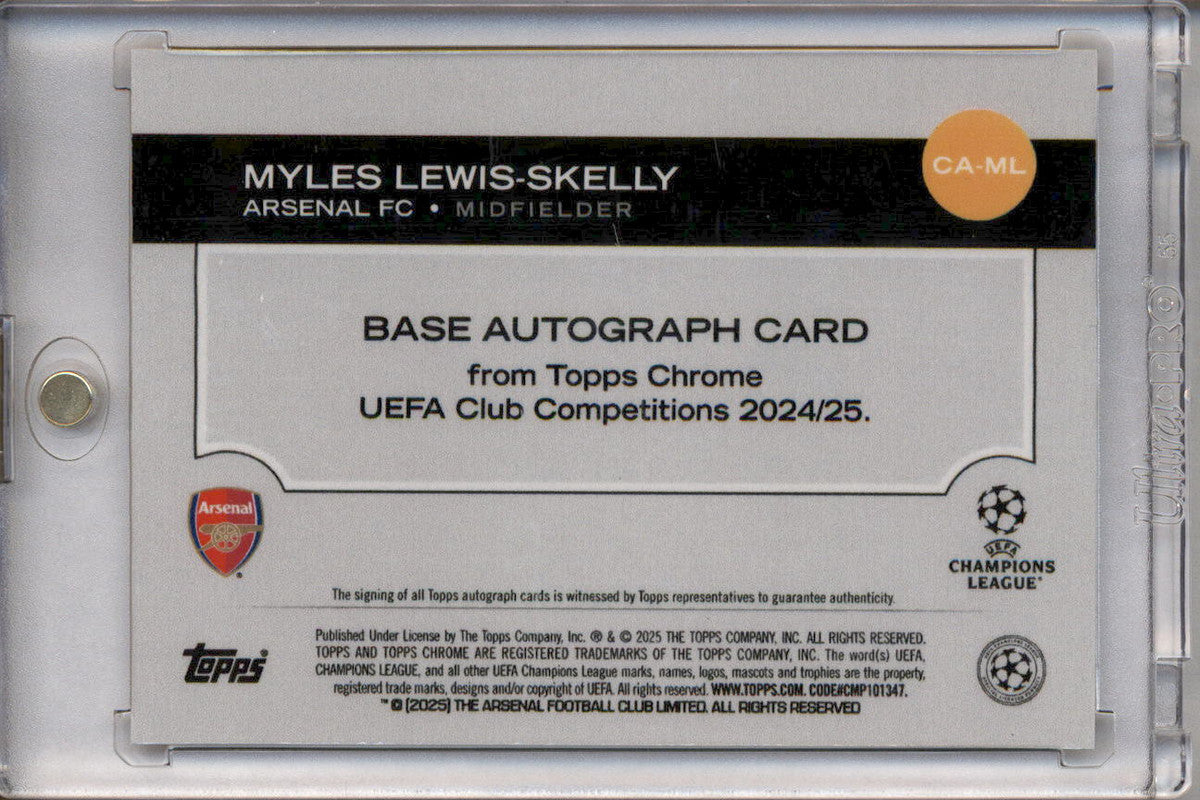 MYLES LEWIS-SKELLY
ARSENAL FC • MIDFIELDER
CA-ML
BASE AUTOGRAPH CARD
from Topps Chrome
UEFA Club Competitions 2024/25.
Arsenal
UEFA
CHAMPIONS
LEAGUE®
The signing of all Topps autograph cards is witnessed by Topps representatives to guarantee authenticity.
topps®
Published Under License by The Topps Company, Inc. ® & © 2025 THE TOPPS COMPANY, INC. ALL RIGHTS RESERVED.
TOPPS AND TOPPS CHROME ARE REGISTERED TRADEMARKS OF THE TOPPS COMPANY, INC. The word(s) UEFA,
CHAMPIONS LEAGUE, and all other UEFA Champions League marks, names, logos, mascots and trophies are the property,
registered trade marks, designs and/or copyright of UEFA. All rights reserved. WWW.TOPPS.COM. CODE#CMP101347.
™ © (2025) THE ARSENAL FOOTBALL CLUB LIMITED. ALL RIGHTS RESERVED
Ultra•PRO®
55